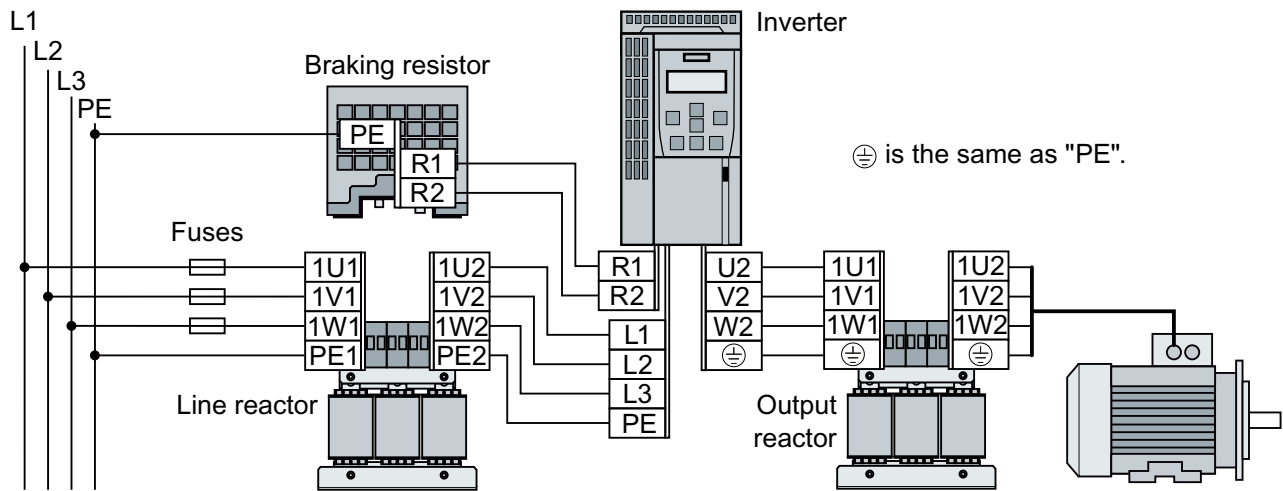 L1
L2
L3
PE
Braking resistor
PE
R1
R2
Inverter
⏚ is the same as "PE".
Fuses
1U1
1V1
1W1
PE1
1U2
1V2
1W2
PE2
Line reactor
R1
R2
L1
L2
L3
PE
U2
V2
W2
⏚
1U1
1V1
1W1
⏚
1U2
1V2
1W2
⏚
Output
reactor